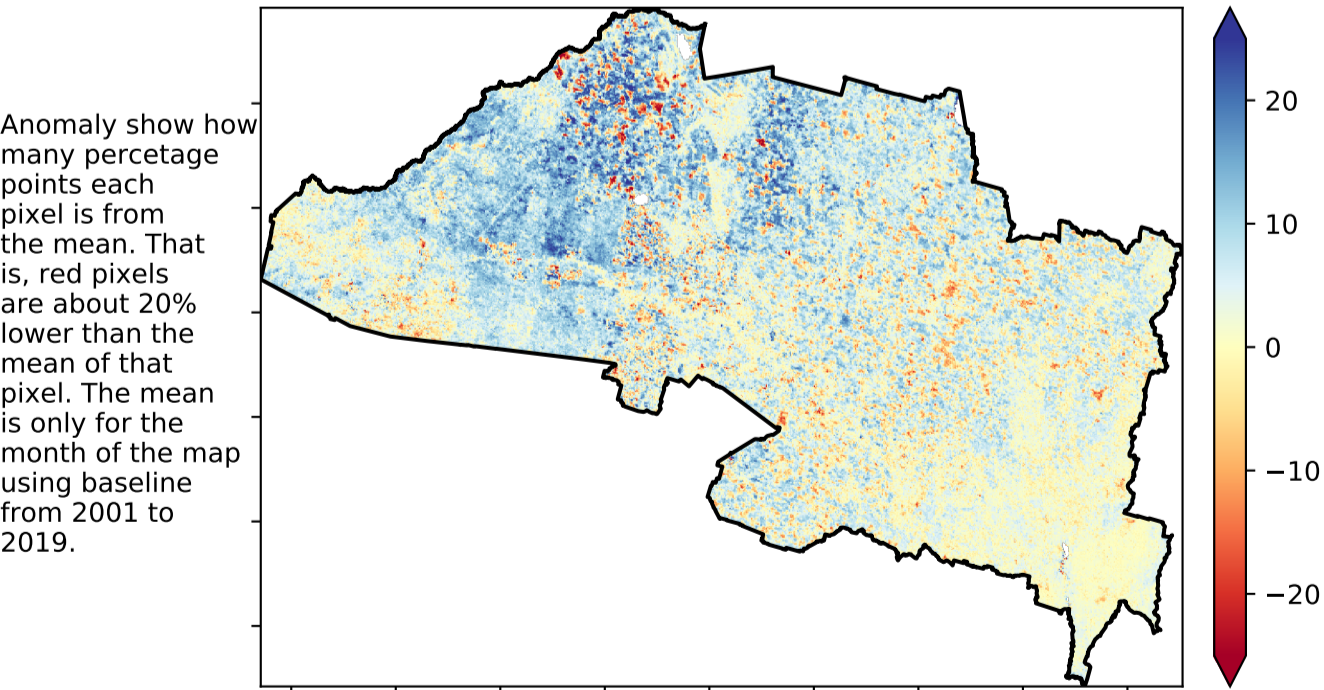 Anomaly show how
many percetage
points each
pixel is from
the mean. That
is, red pixels
are about 20%
lower than the
mean of that
pixel. The mean
is only for the
month of the map
using baseline
from 2001 to
2019.
20
10
0
−10
−20